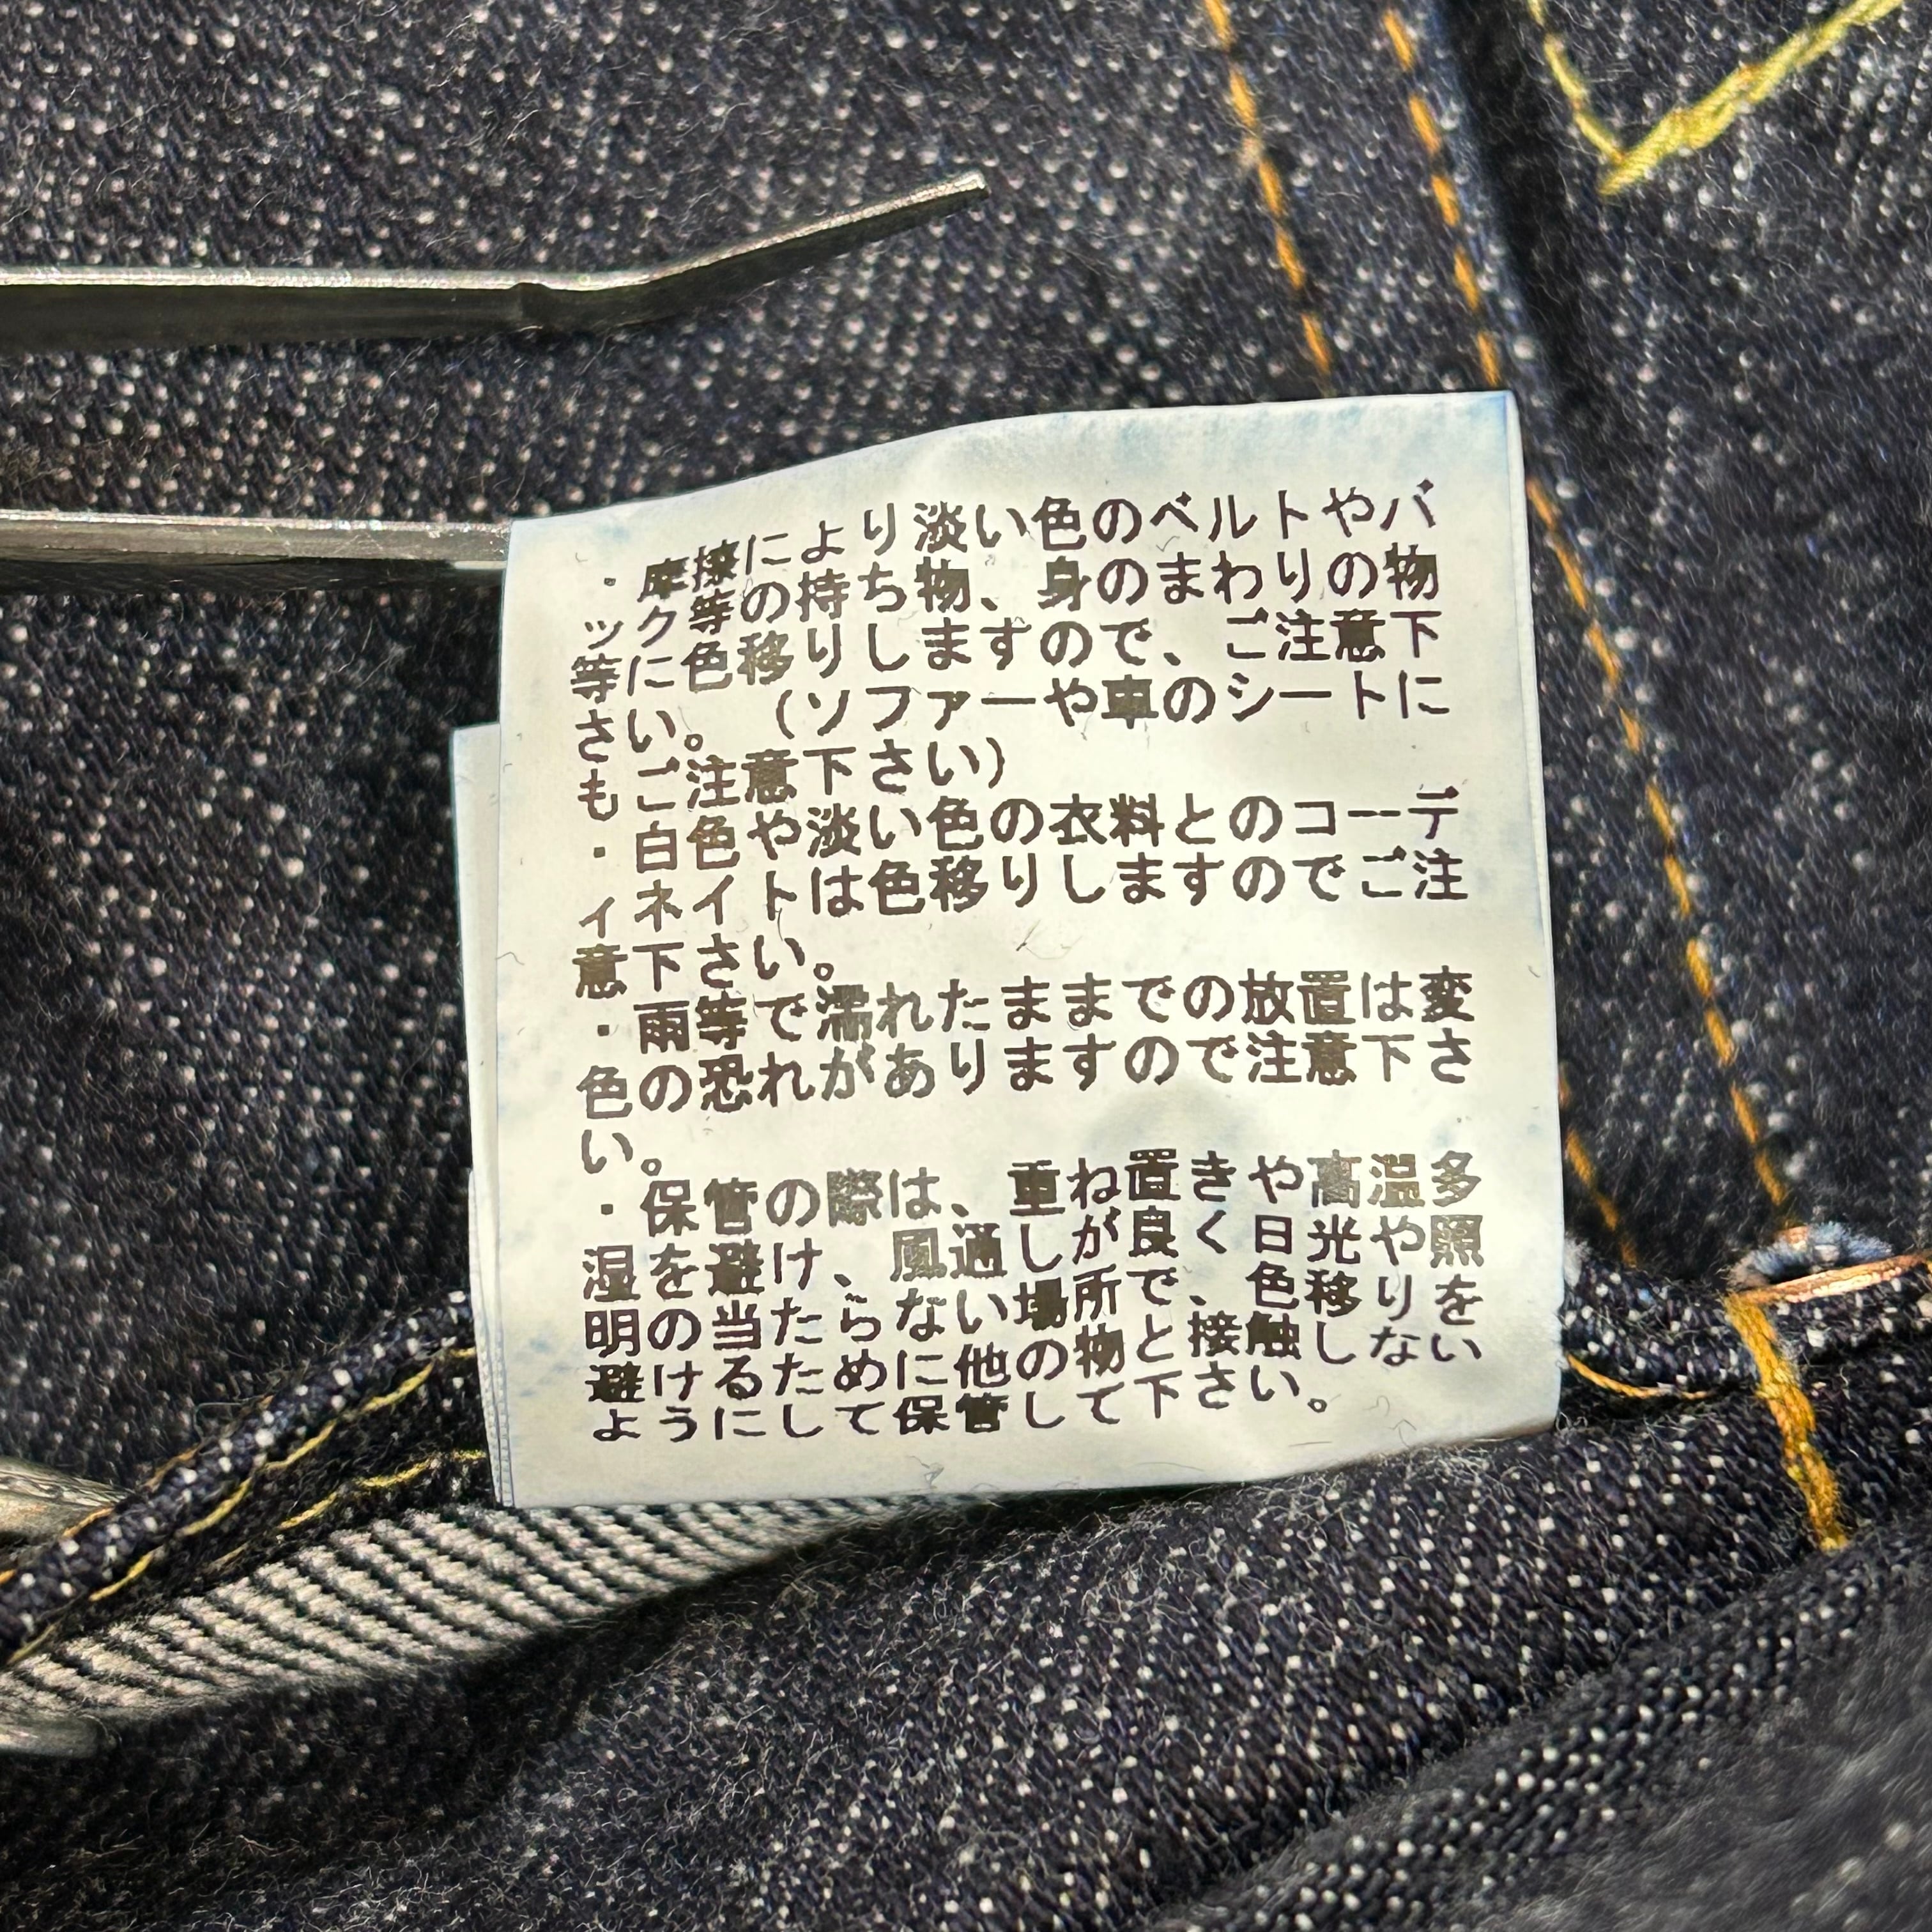 ・摩擦により淡い色のベルトやバ
ック等の持ち物、身のまわりの物
等に色移りしますので、ご注意下
さい。（ソファーや車のシートに
もご注意下さい）
・白色や淡い色の衣料とのコーデ
ィネイトは色移りしますのでご注
意下さい。
・雨等で濡れたままでの放置は変
色の恐れがありますので注意下さ
い。
・保管の際は、重ね置きや高温多
湿を避け、風通しが良く日光や照
明の当たらない場所で、色移りを
避けるために他の物と接触しない
ようにして保管して下さい。